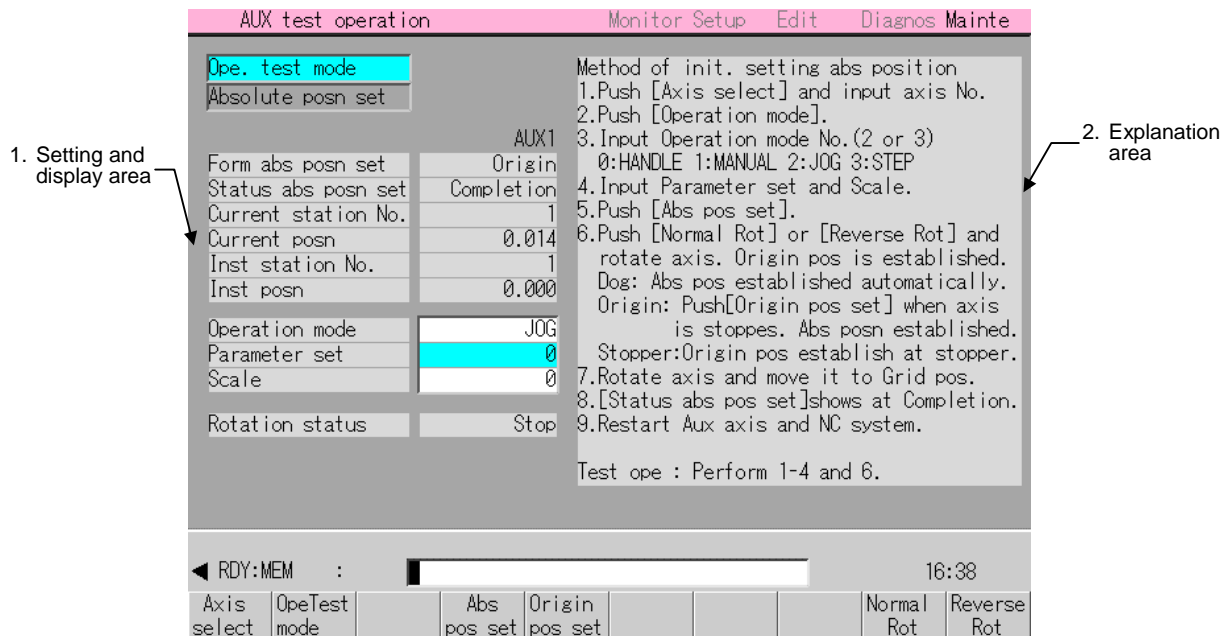 AUX test operation Monitor Setup Edit Diagnos Mainte
Ope. test mode
Absolute posn set
AUX1
Form abs posn set Origin
Status abs posn set Completion
Current station No. 1
Current posn 0.014
Inst station No. 1
Inst posn 0.000
Operation mode JOG
Parameter set 0
Scale 0
Rotation status Stop
Method of init. setting abs position
1.Push [Axis select] and input axis No.
2.Push [Operation mode].
3.Input Operation mode No.(2 or 3)
0:HANDLE 1:MANUAL 2:JOG 3:STEP
4.Input Parameter set and Scale.
5.Push [Abs pos set].
6.Push [Normal Rot] or [Reverse Rot] and
rotate axis. Origin pos is established.
Dog: Abs pos established automatically.
Origin: Push[Origin pos set] when axis
is stoppes. Abs posn established.
Stopper:Origin pos establish at stopper.
7.Rotate axis and move it to Grid pos.
8.[Status abs pos set]shows at Completion.
9.Restart Aux axis and NC system.
Test ope : Perform 1-4 and 6.
1. Setting and
display area
2. Explanation
area
RDY:MEM : 16:38
Axis select
OpeTest mode
Abs pos set
Origin pos set
Normal Rot
Reverse Rot